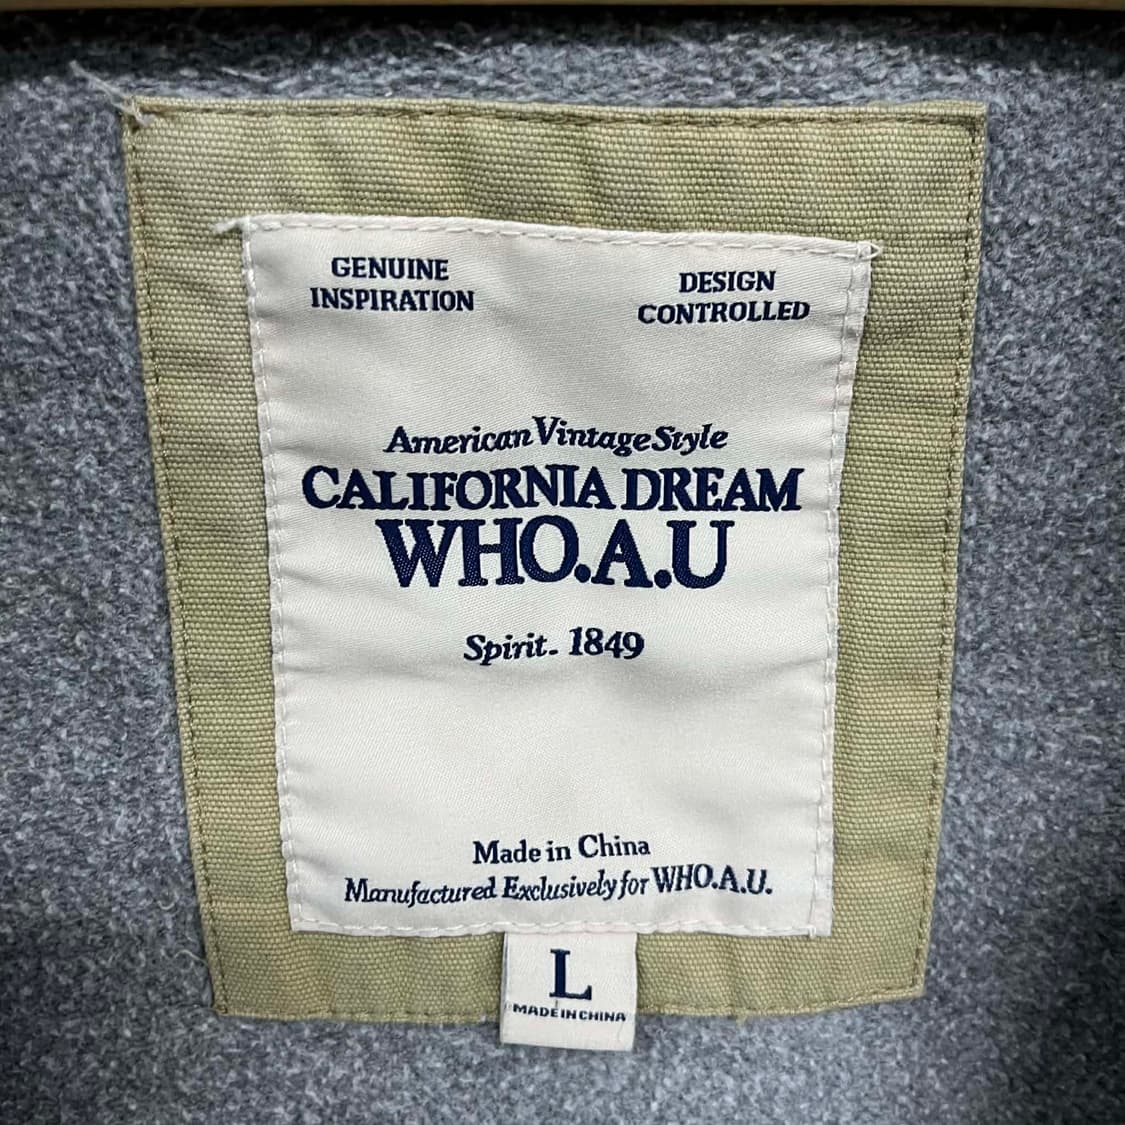 GENUINE
INSPIRATION
DESIGN
CONTROLLED
American Vintage Style
CALIFORNIA DREAM
WHO.A.U
Spirit. 1849
Made in China
Manufactured Exclusively for WHO.A.U.
L
MADE IN CHINA